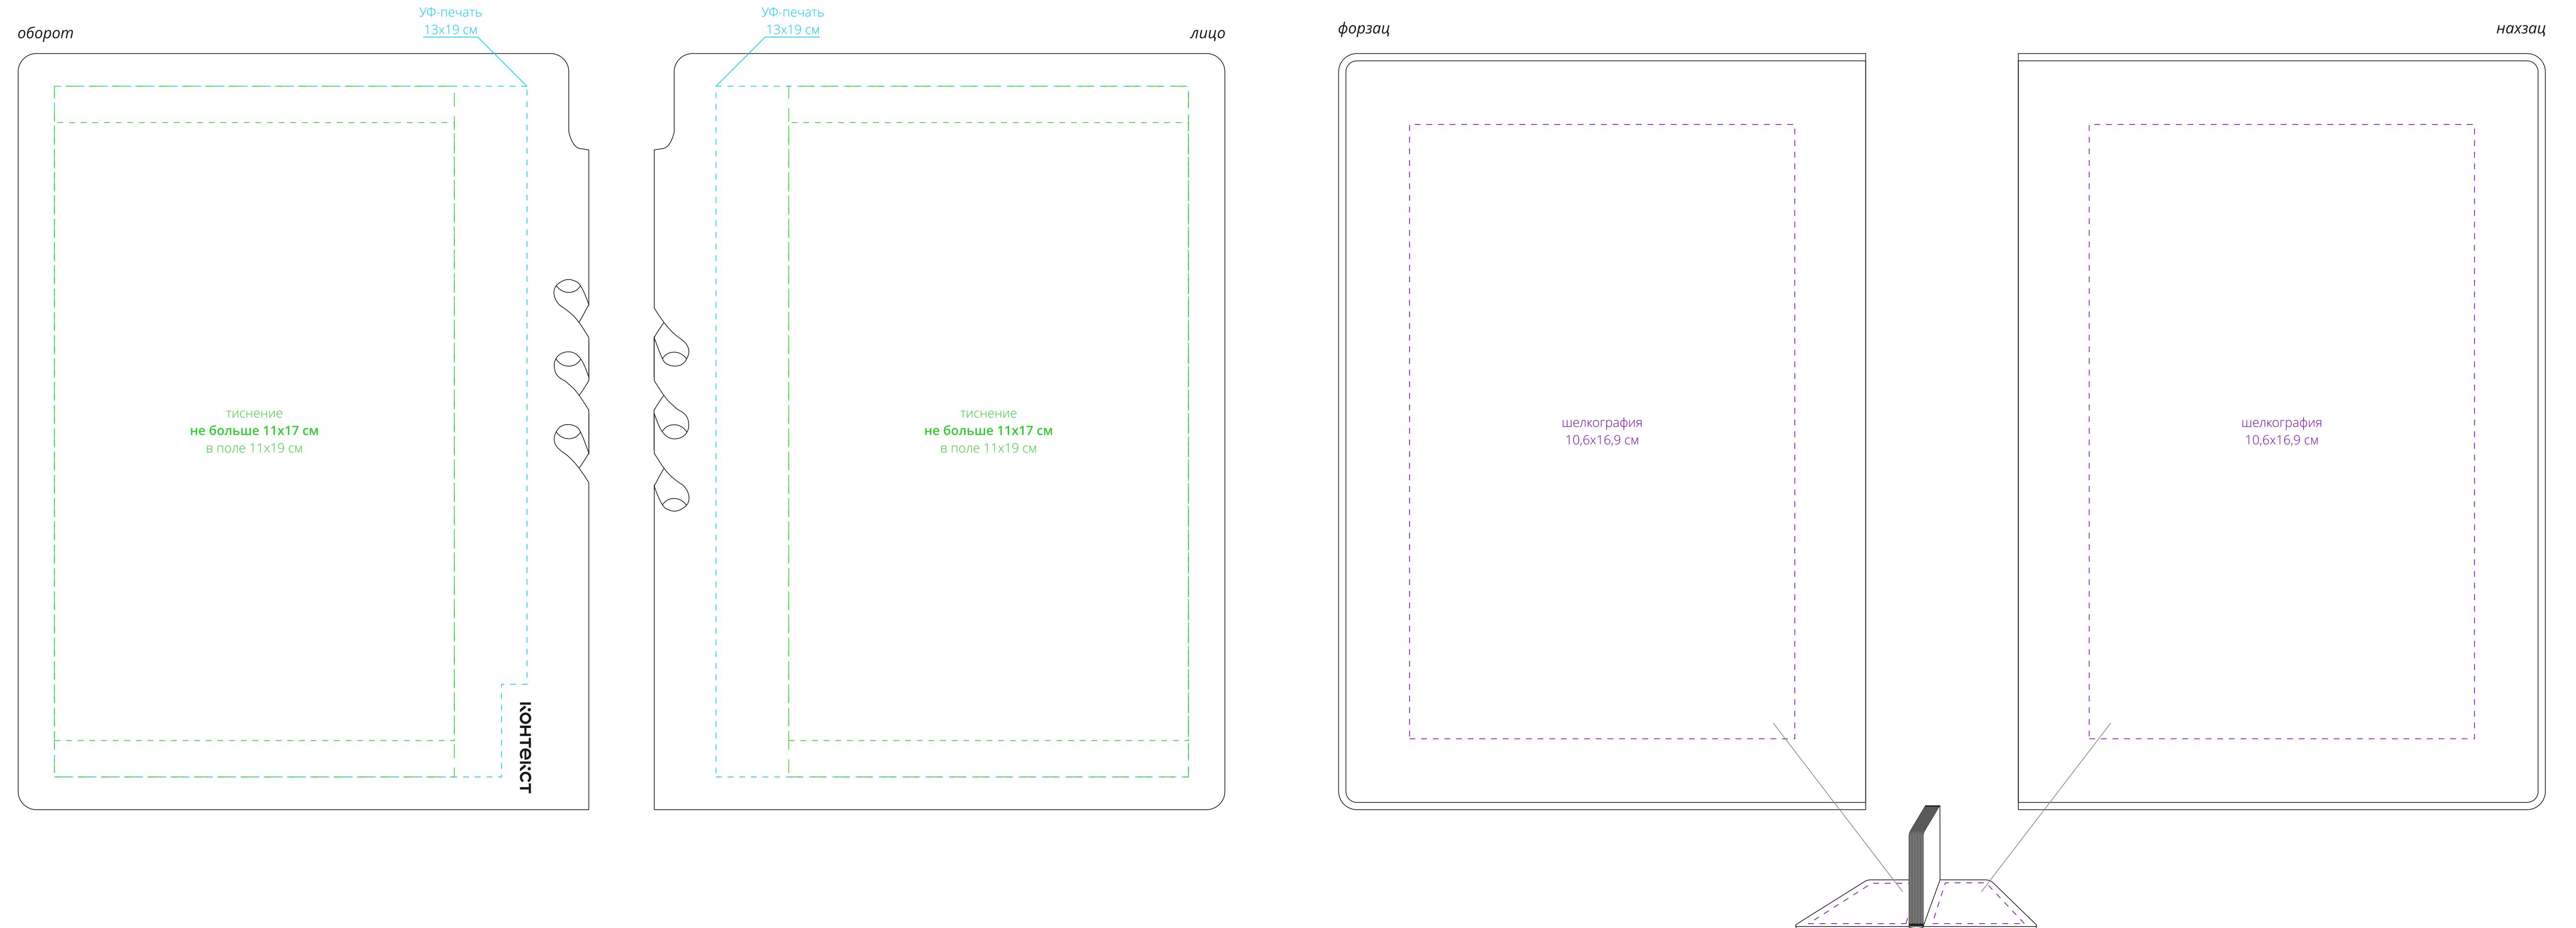 оборот
УФ-печать
13х19 см
тиснение
не больше 11х17 см
в поле 11х19 см
контекст
УФ-печать
13х19 см
лицо
тиснение
не больше 11х17 см
в поле 11х19 см
форзац
шелкография
10,6х16,9 см
нахзац
шелкография
10,6х16,9 см